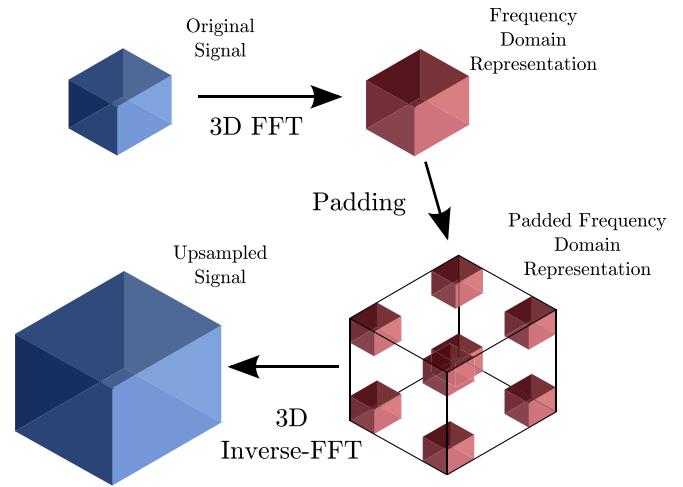 Original
Signal
3D FFT
Frequency
Domain
Representation
Padding
Padded Frequency
Domain
Representation
Upsampled
Signal
3D
Inverse-FFT